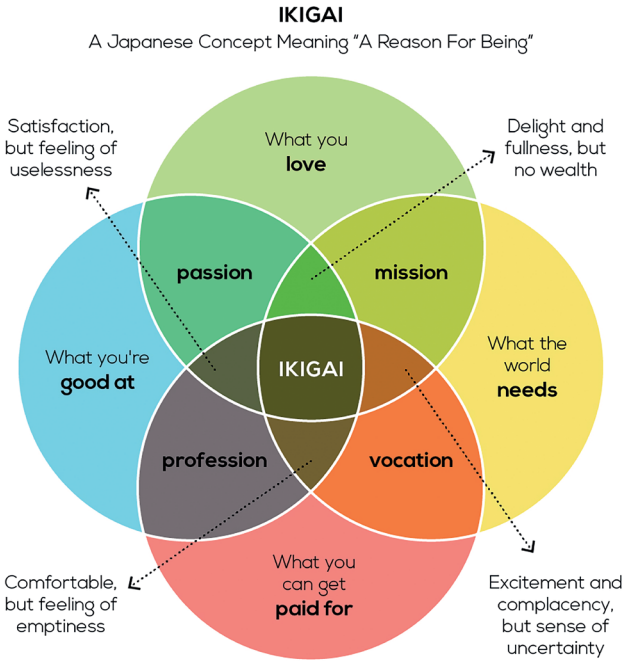 IKIGAI
A Japanese Concept Meaning “A Reason For Being”
Satisfaction,
but feeling of
uselessness
What you
love
Delight and
fullness, but
no wealth
passion
mission
What you're
good at
IKIGAI
What the
world
needs
profession
vocation
Comfortable,
but feeling of
emptiness
What you
can get
paid for
Excitement and
complacency,
but sense of
uncertainty